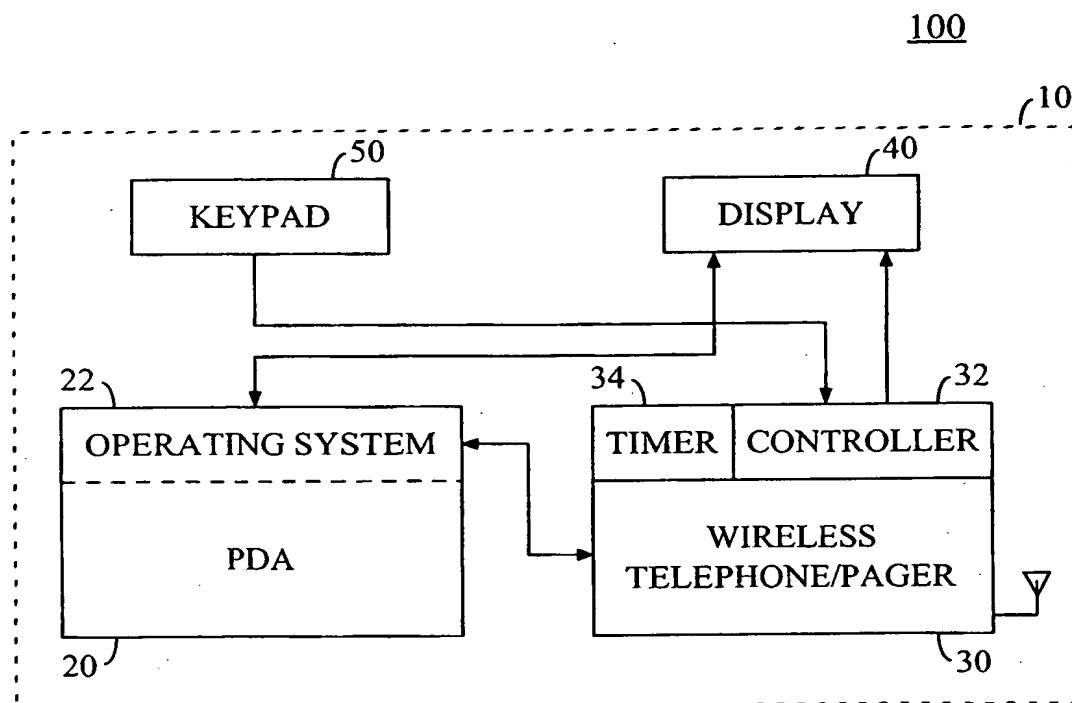 100
10
50
40
KEYPAD
DISPLAY
22
34
32
OPERATING SYSTEM
TIMER
CONTROLLER
PDA
WIRELESS
TELEPHONE/PAGER
20
30